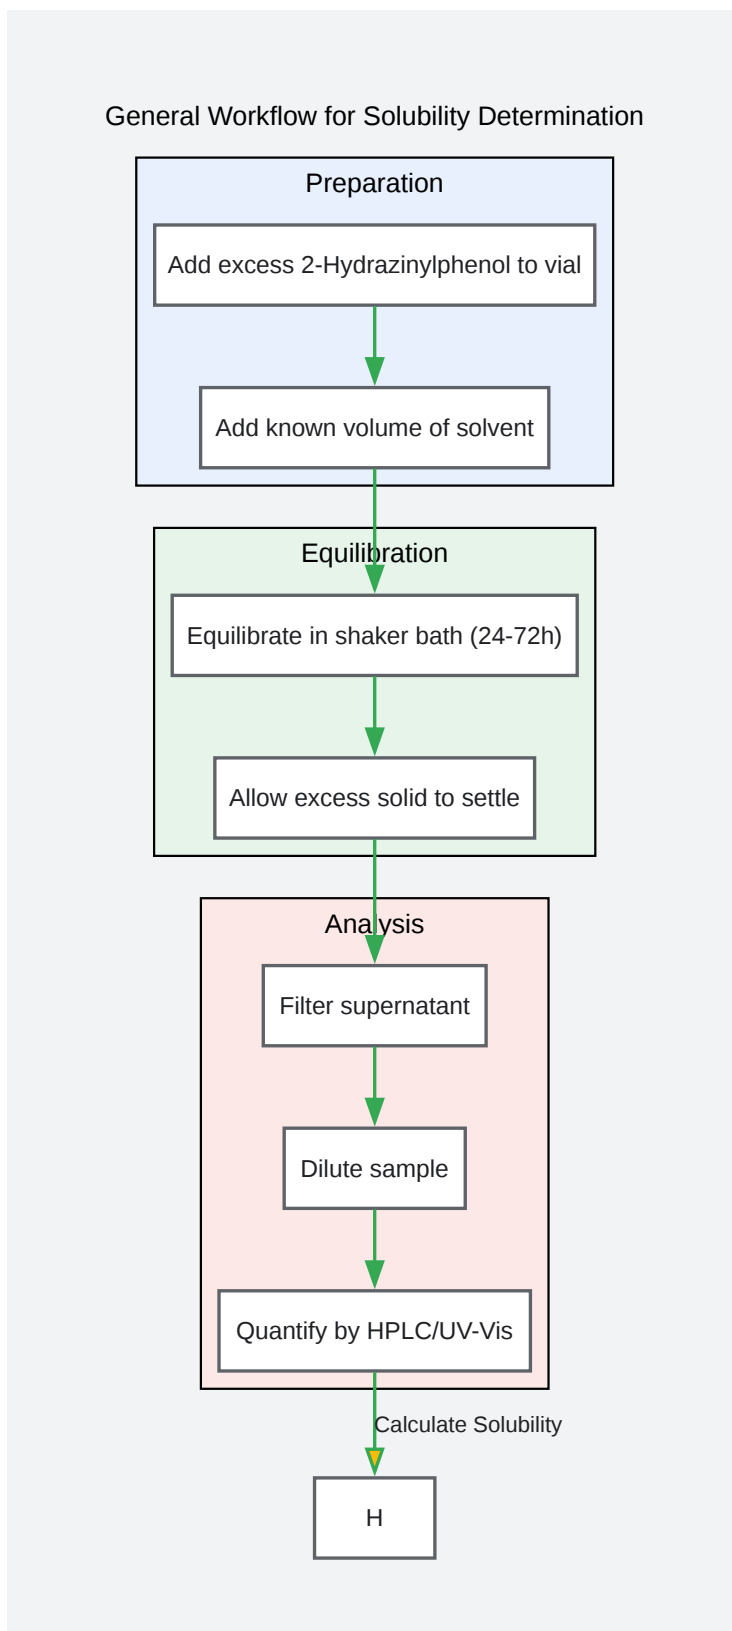 General Workflow for Solubility Determination
Preparation
Add excess 2-Hydrazinylphenol to vial
Add known volume of solvent
Equilibration
Equilibrate in shaker bath (24-72h)
Allow excess solid to settle
Analysis
Filter supernatant
Dilute sample
Quantify by HPLC/UV-Vis
Calculate Solubility
H